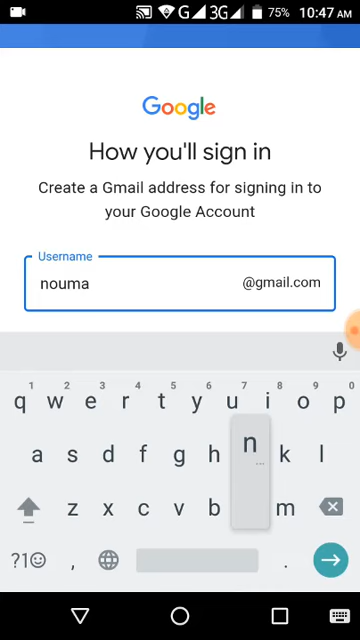 G 3G 75% 10:47 AM
Google
How you'll sign in
Create a Gmail address for signing in to
your Google Account
Username
nouma @gmail.com
1 2 3 4 5 6 7 8 9 0
q w e r t y u i o p
a s d f g h n k l
z x c v b m
?1☺ , .